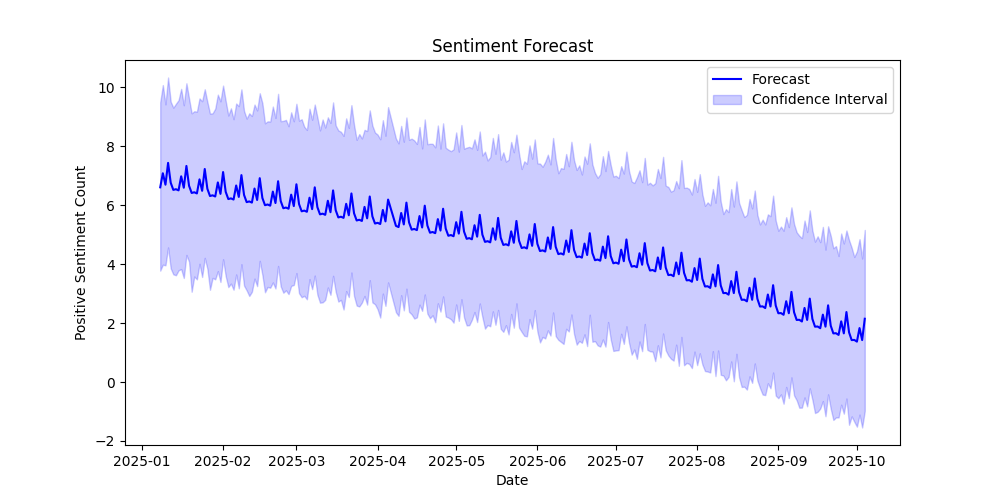 Sentiment Forecast
Forecast
Confidence Interval
Positive Sentiment Count
10
8
6
4
2
0
−2
2025-01 2025-02 2025-03 2025-04 2025-05 2025-06 2025-07 2025-08 2025-09 2025-10
Date